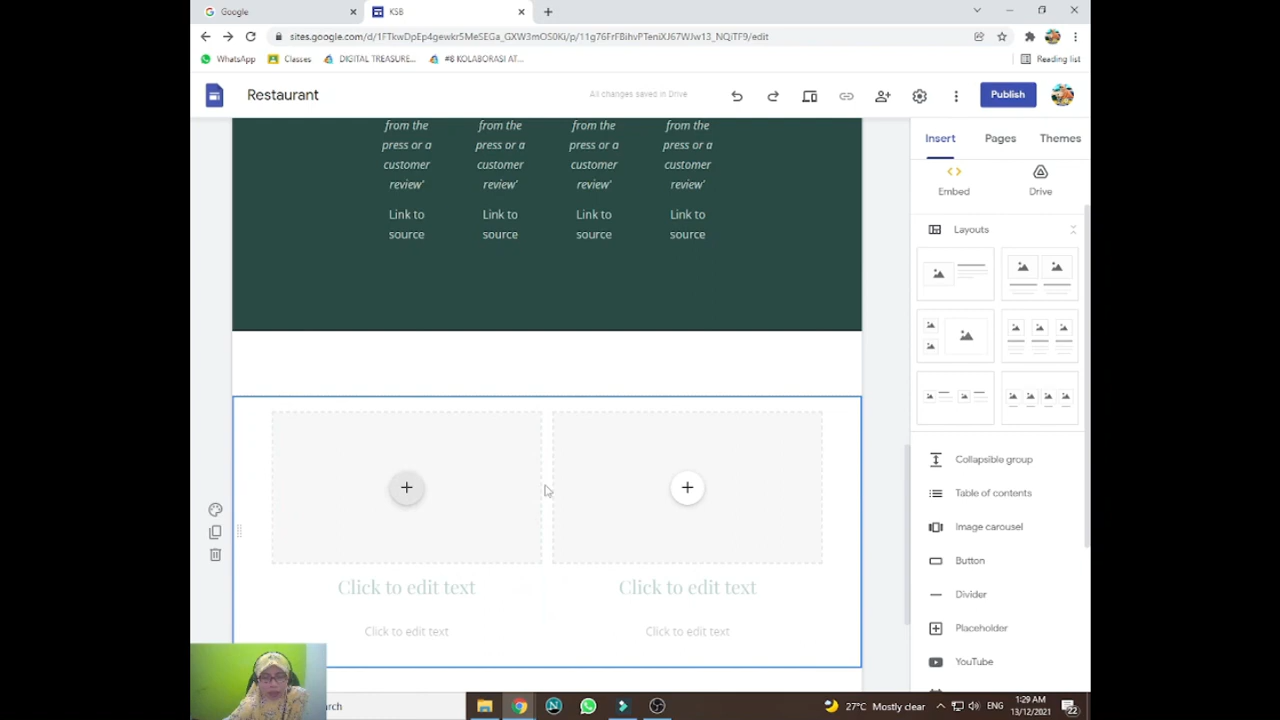 Google
KSB
sites.google.com/d/1FTkwDpEp4gewkr5MeSEGa_GXW3mOS0Ki/p/11g76FrFBihvPTeniXJ67WJw13_NQiTF9/edit
WhatsApp
Classes
DIGITAL TREASURE...
#8 KOLABORASI AT...
Reading list
Restaurant
All changes saved in Drive
Publish
Insert
Pages
Themes
from the
press or a
customer
review'
Link to
source
from the
press or a
customer
review'
Link to
source
from the
press or a
customer
review'
Link to
source
from the
press or a
customer
review'
Link to
source
Embed
Drive
Layouts
Click to edit text
Click to edit text
Click to edit text
Click to edit text
Collapsible group
Table of contents
Image carousel
Button
Divider
Placeholder
YouTube
27°C Mostly clear
ENG
1:29 AM
13/12/2021
22